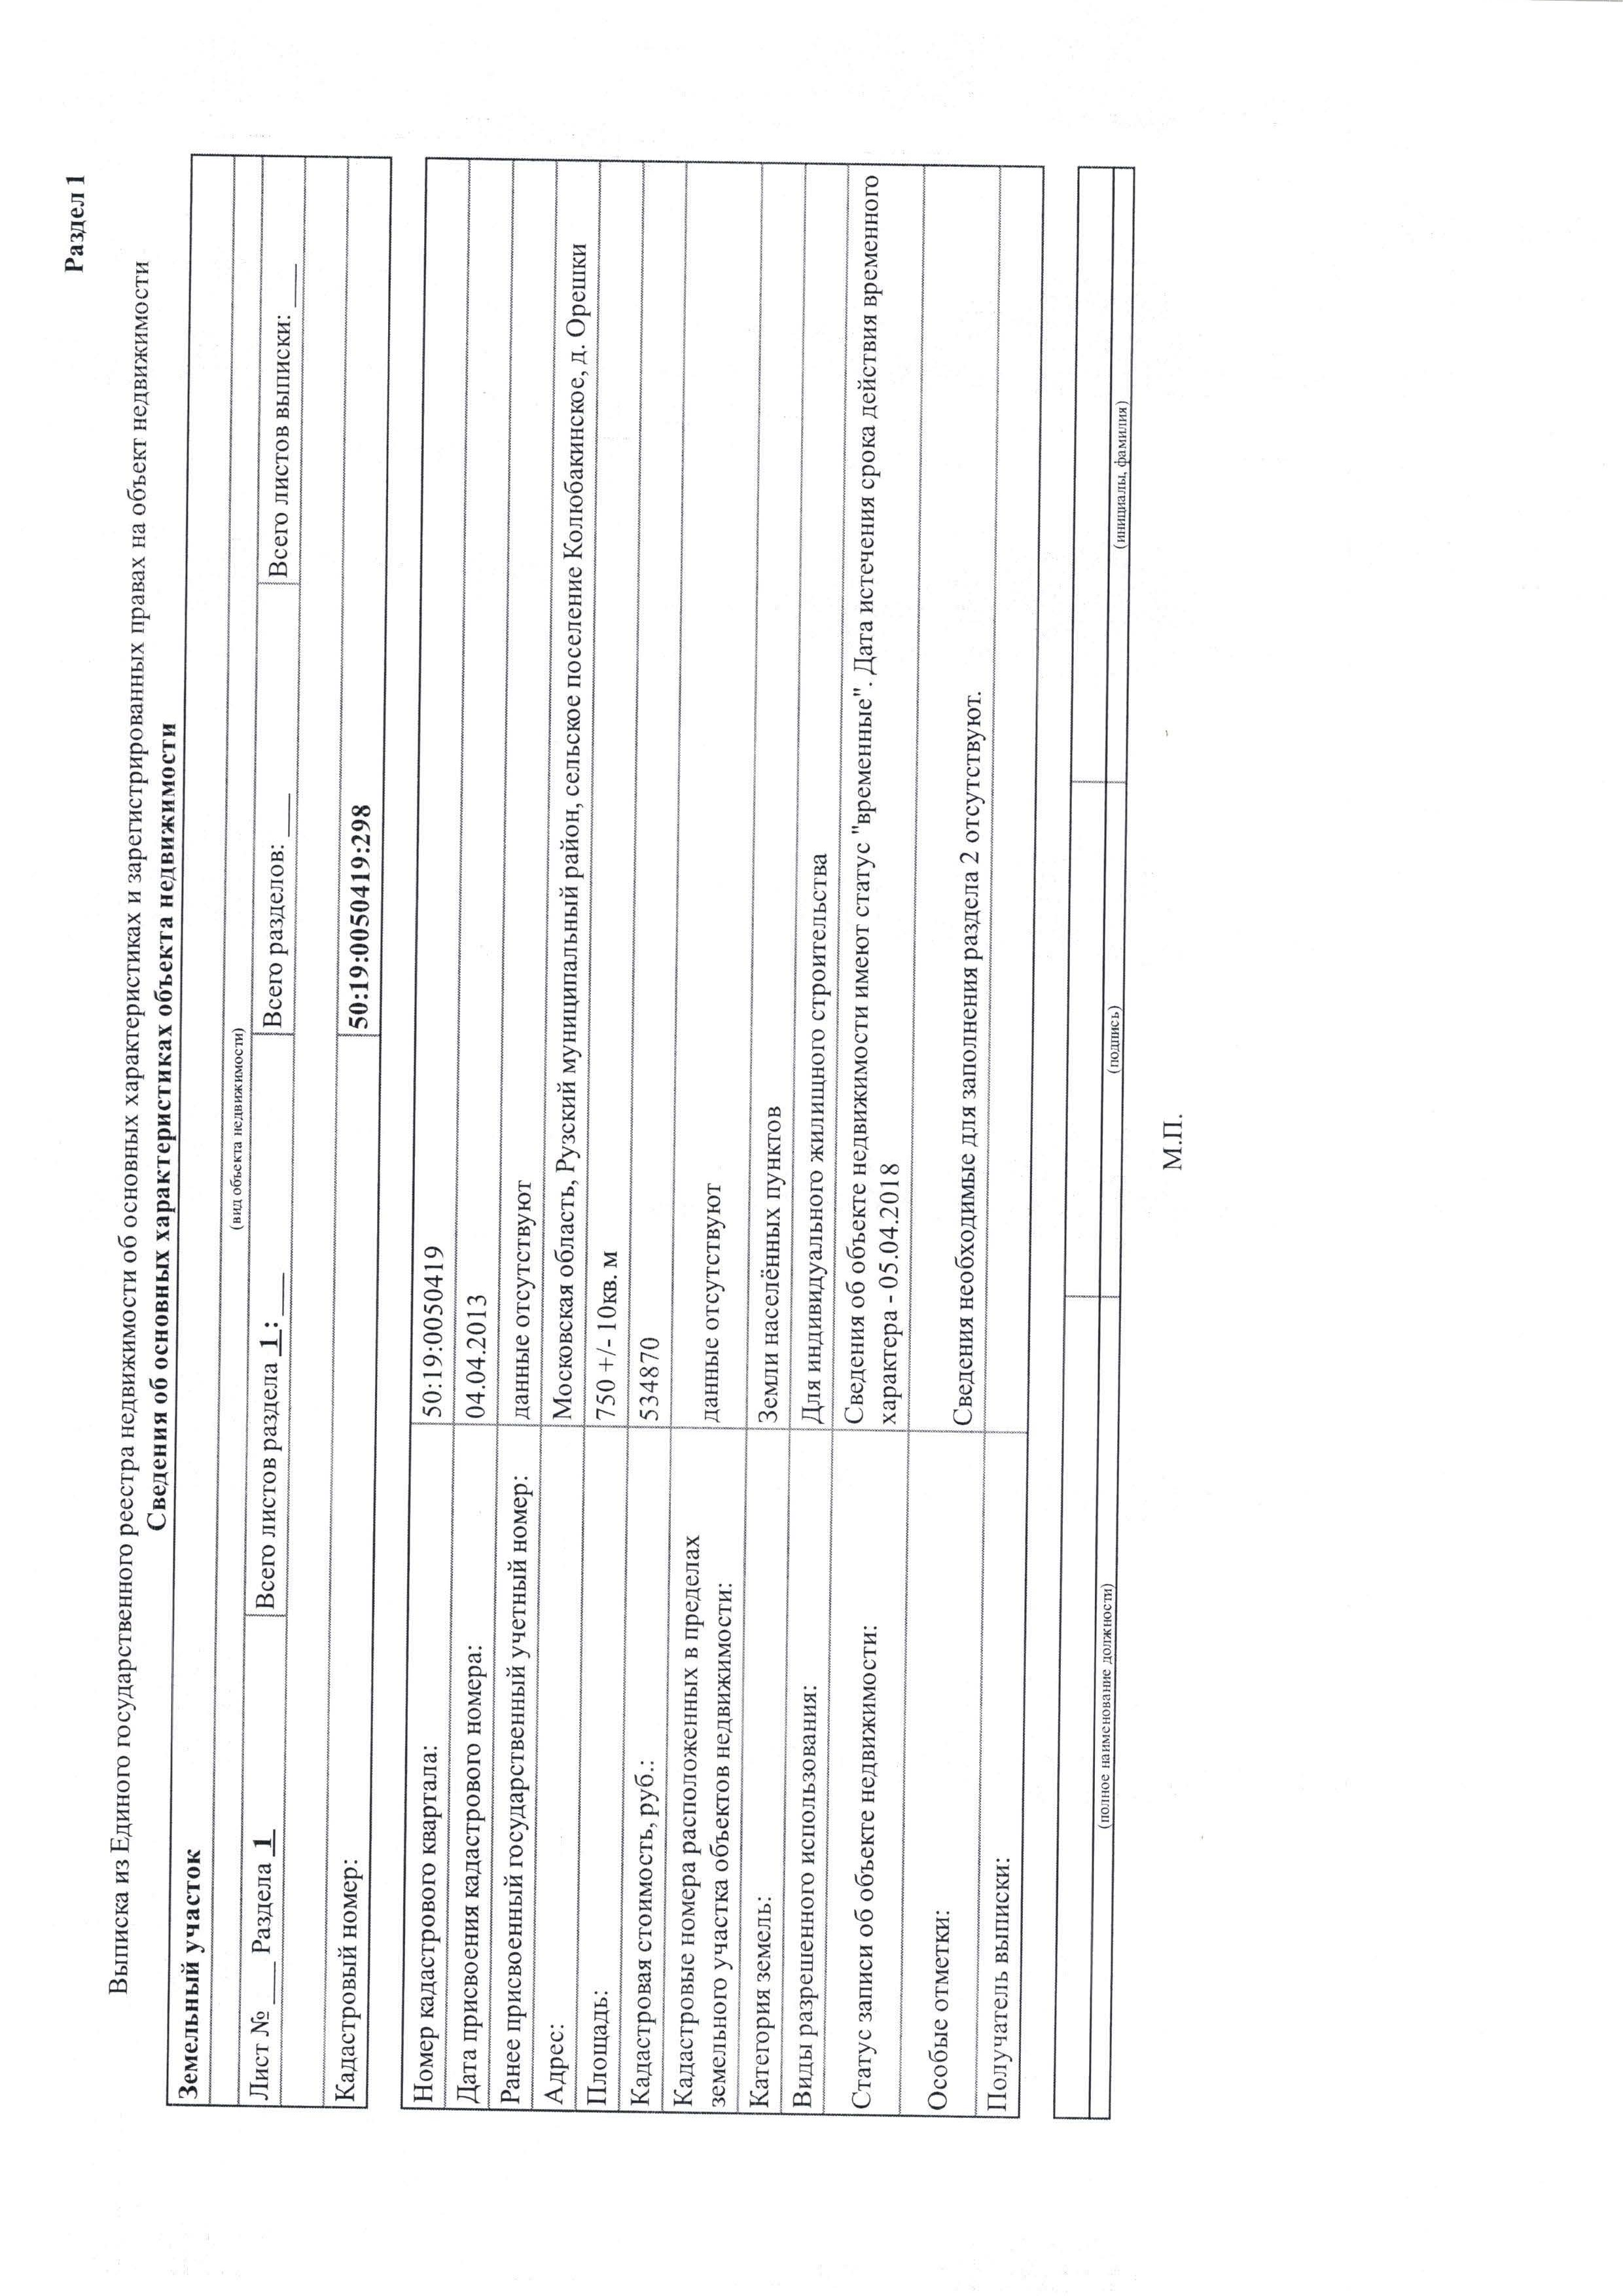 Раздел 1
Выписка из Единого государственного реестра недвижимости об основных характеристиках и зарегистрированных правах на объект недвижимости
Сведения об основных характеристиках объекта недвижимости
Земельный участок
(вид объекта недвижимости)
Лист № ___ Раздела 1 Всего листов раздела 1 : ___ Всего разделов: ___ Всего листов выписки: ___
Кадастровый номер: 50:19:0050419:298
Номер кадастрового квартала: 50:19:0050419
Дата присвоения кадастрового номера: 04.04.2013
Ранее присвоенный государственный учетный номер: данные отсутствуют
Адрес: Московская область, Рузский муниципальный район, сельское поселение Колюбакинское, д. Орешки
Площадь: 750 +/- 10кв. м
Кадастровая стоимость, руб.: 534870
Кадастровые номера расположенных в пределах
земельного участка объектов недвижимости: данные отсутствуют
Категория земель: Земли населённых пунктов
Виды разрешенного использования: Для индивидуального жилищного строительства
Статус записи об объекте недвижимости: Сведения об объекте недвижимости имеют статус "временные". Дата истечения срока действия временного
характера - 05.04.2018
Особые отметки: Сведения необходимые для заполнения раздела 2 отсутствуют.
Получатель выписки:
(полное наименование должности) (подпись) (инициалы, фамилия)
М.П.